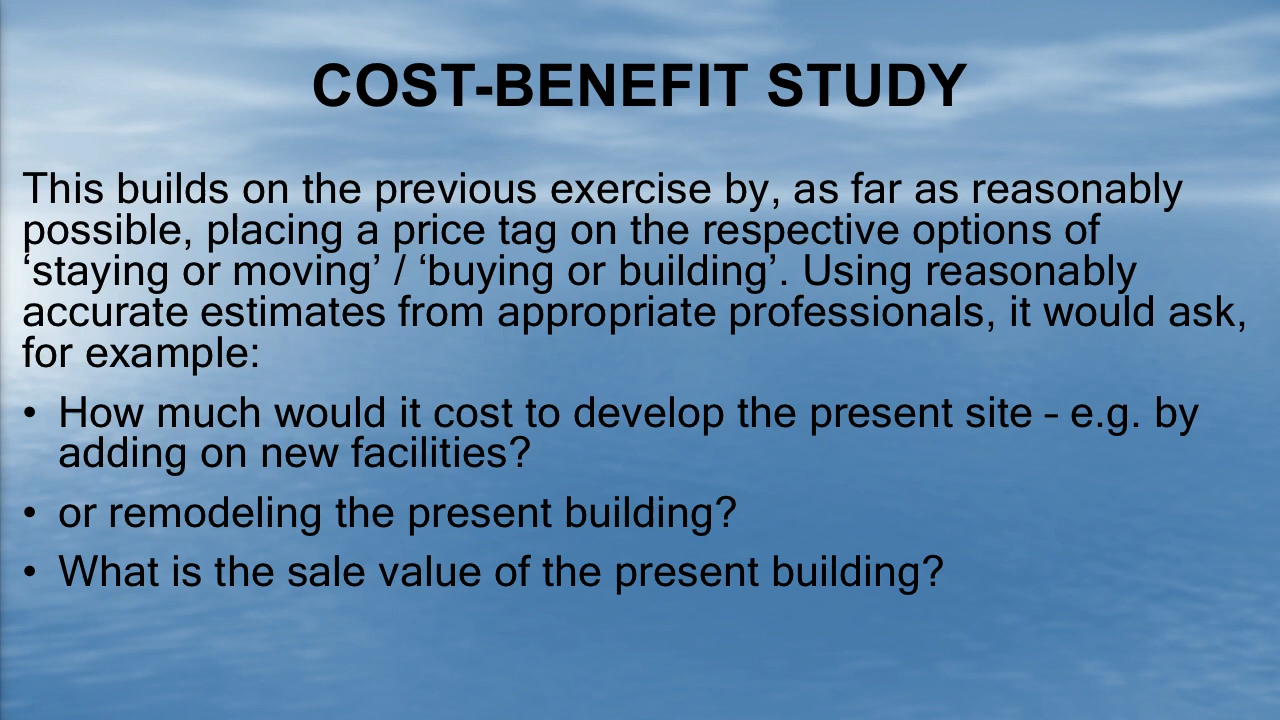 COST-BENEFIT STUDY
This builds on the previous exercise by, as far as reasonably
possible, placing a price tag on the respective options of
‘staying or moving’ / ‘buying or building’. Using reasonably
accurate estimates from appropriate professionals, it would ask,
for example:
• How much would it cost to develop the present site – e.g. by
adding on new facilities?
• or remodeling the present building?
• What is the sale value of the present building?